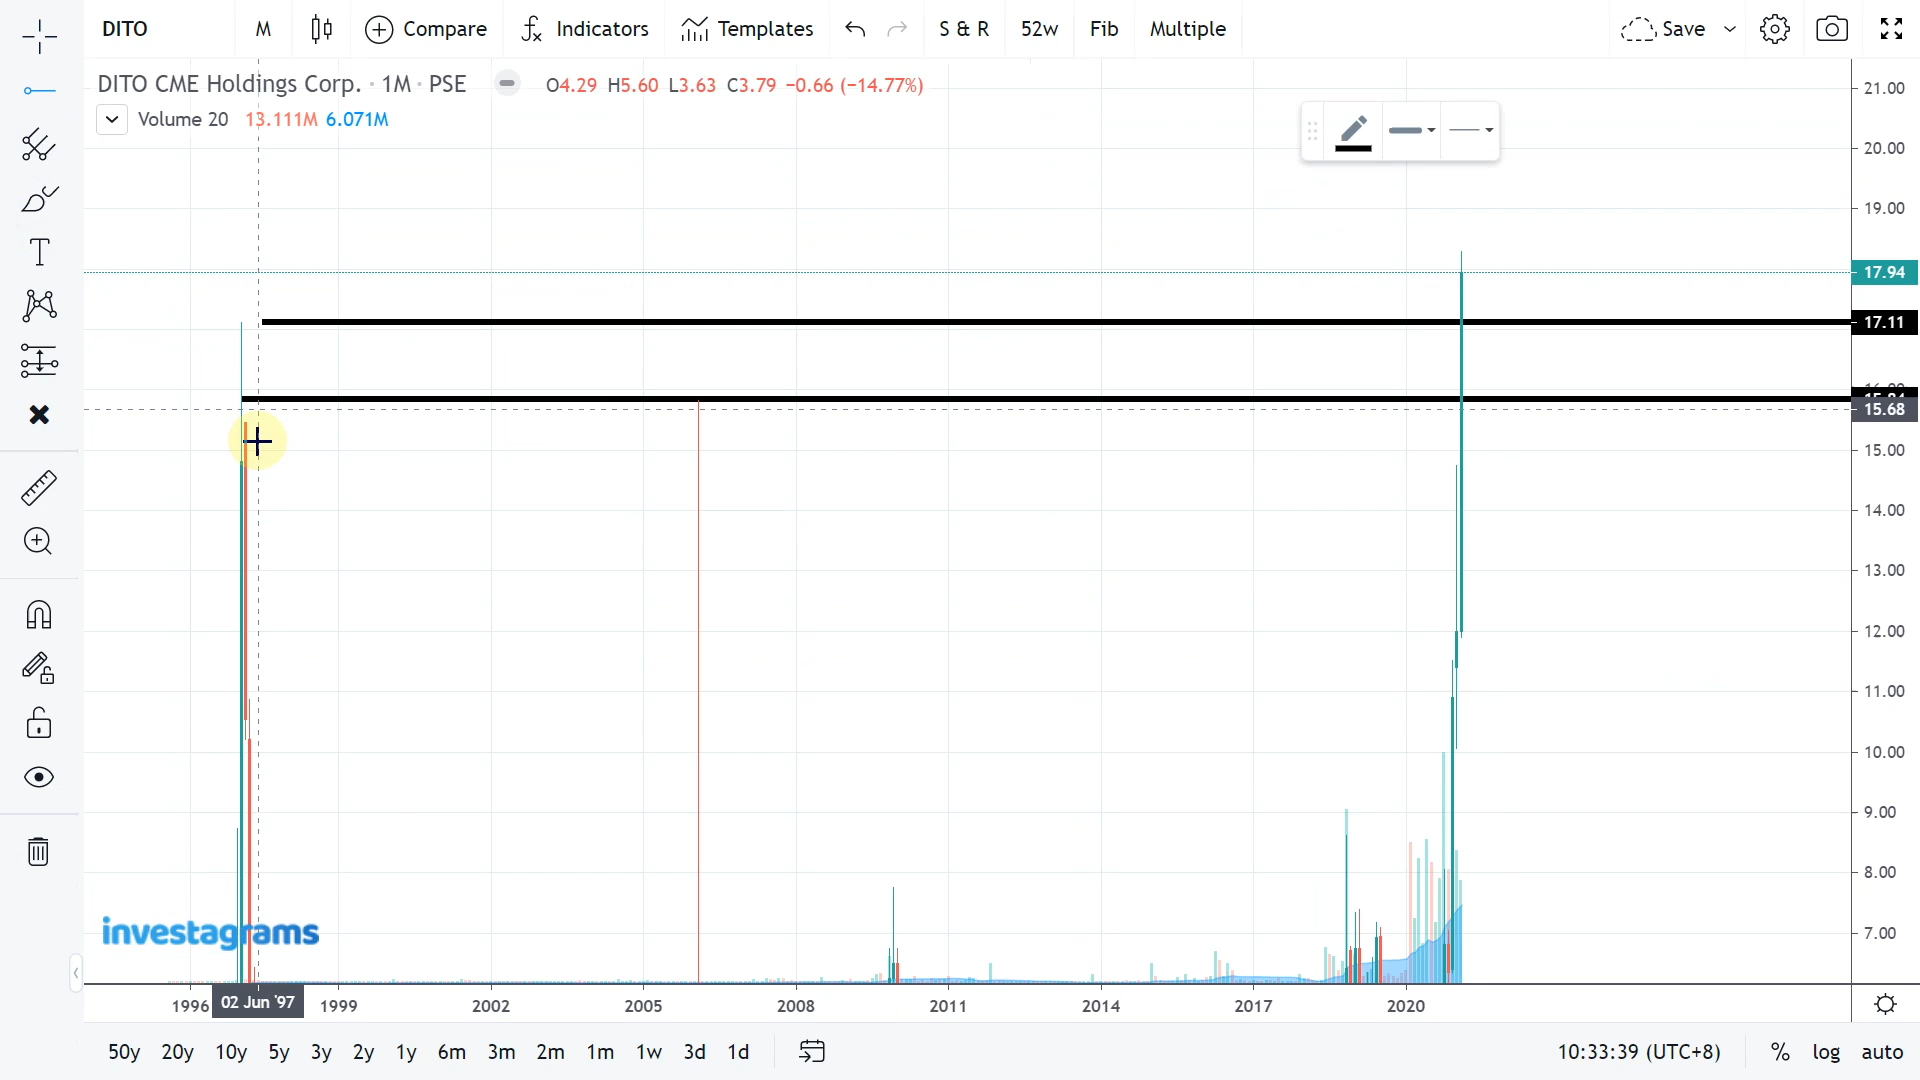 DITO M Compare Indicators Templates S & R 52w Fib Multiple Save
DITO CME Holdings Corp. · 1M · PSE O4.29 H5.60 L3.63 C3.79 −0.66 (−14.77%)
Volume 20 13.111M 6.071M
21.00
20.00
19.00
17.94
17.11
15.68
15.00
14.00
13.00
12.00
11.00
10.00
9.00
8.00
7.00
investagrams
1996 02 Jun '97 1999 2002 2005 2008 2011 2014 2017 2020
50y 20y 10y 5y 3y 2y 1y 6m 3m 2m 1m 1w 3d 1d 10:33:39 (UTC+8) % log auto